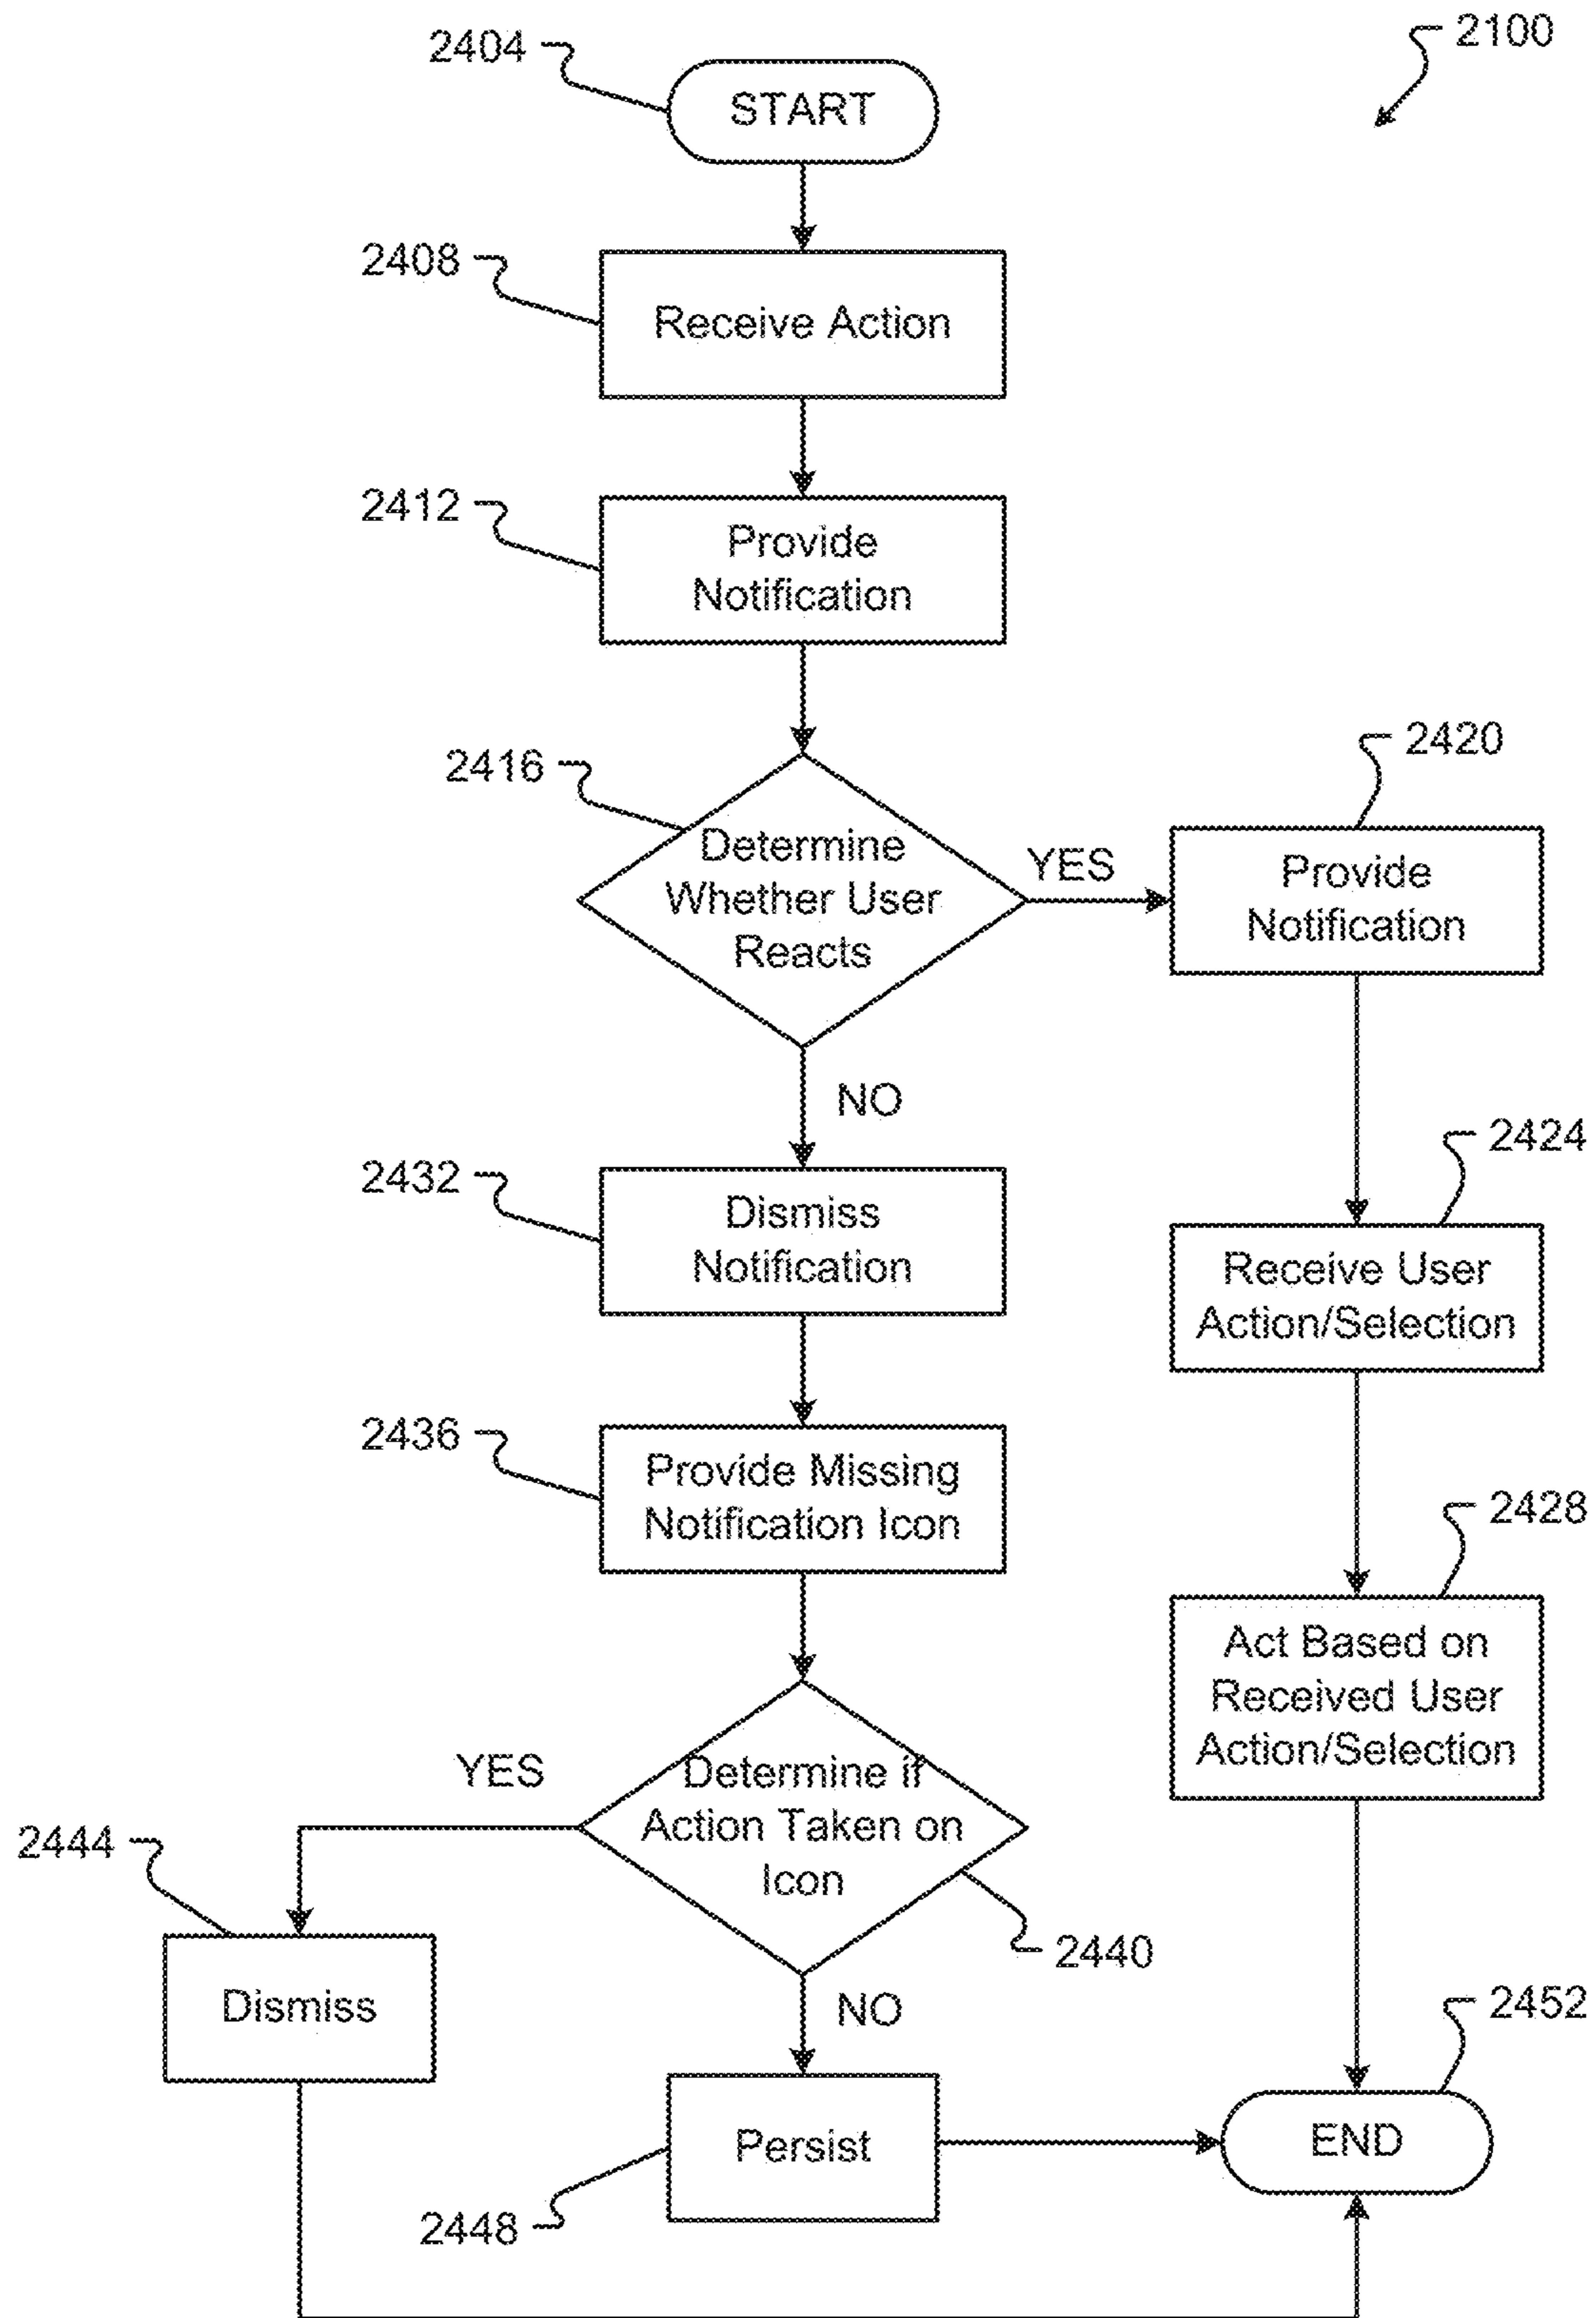 2404
2100
START
2408
Receive Action
2412
Provide
Notification
2416
Determine
Whether User
Reacts
YES
2420
Provide
Notification
NO
2424
Receive User
Action/Selection
2432
Dismiss
Notification
2436
Provide Missing
Notification Icon
2428
Act Based on
Received User
Action/Selection
YES
Determine if
Action Taken on
Icon
2444
2440
Dismiss
NO
2452
Persist
END
2448